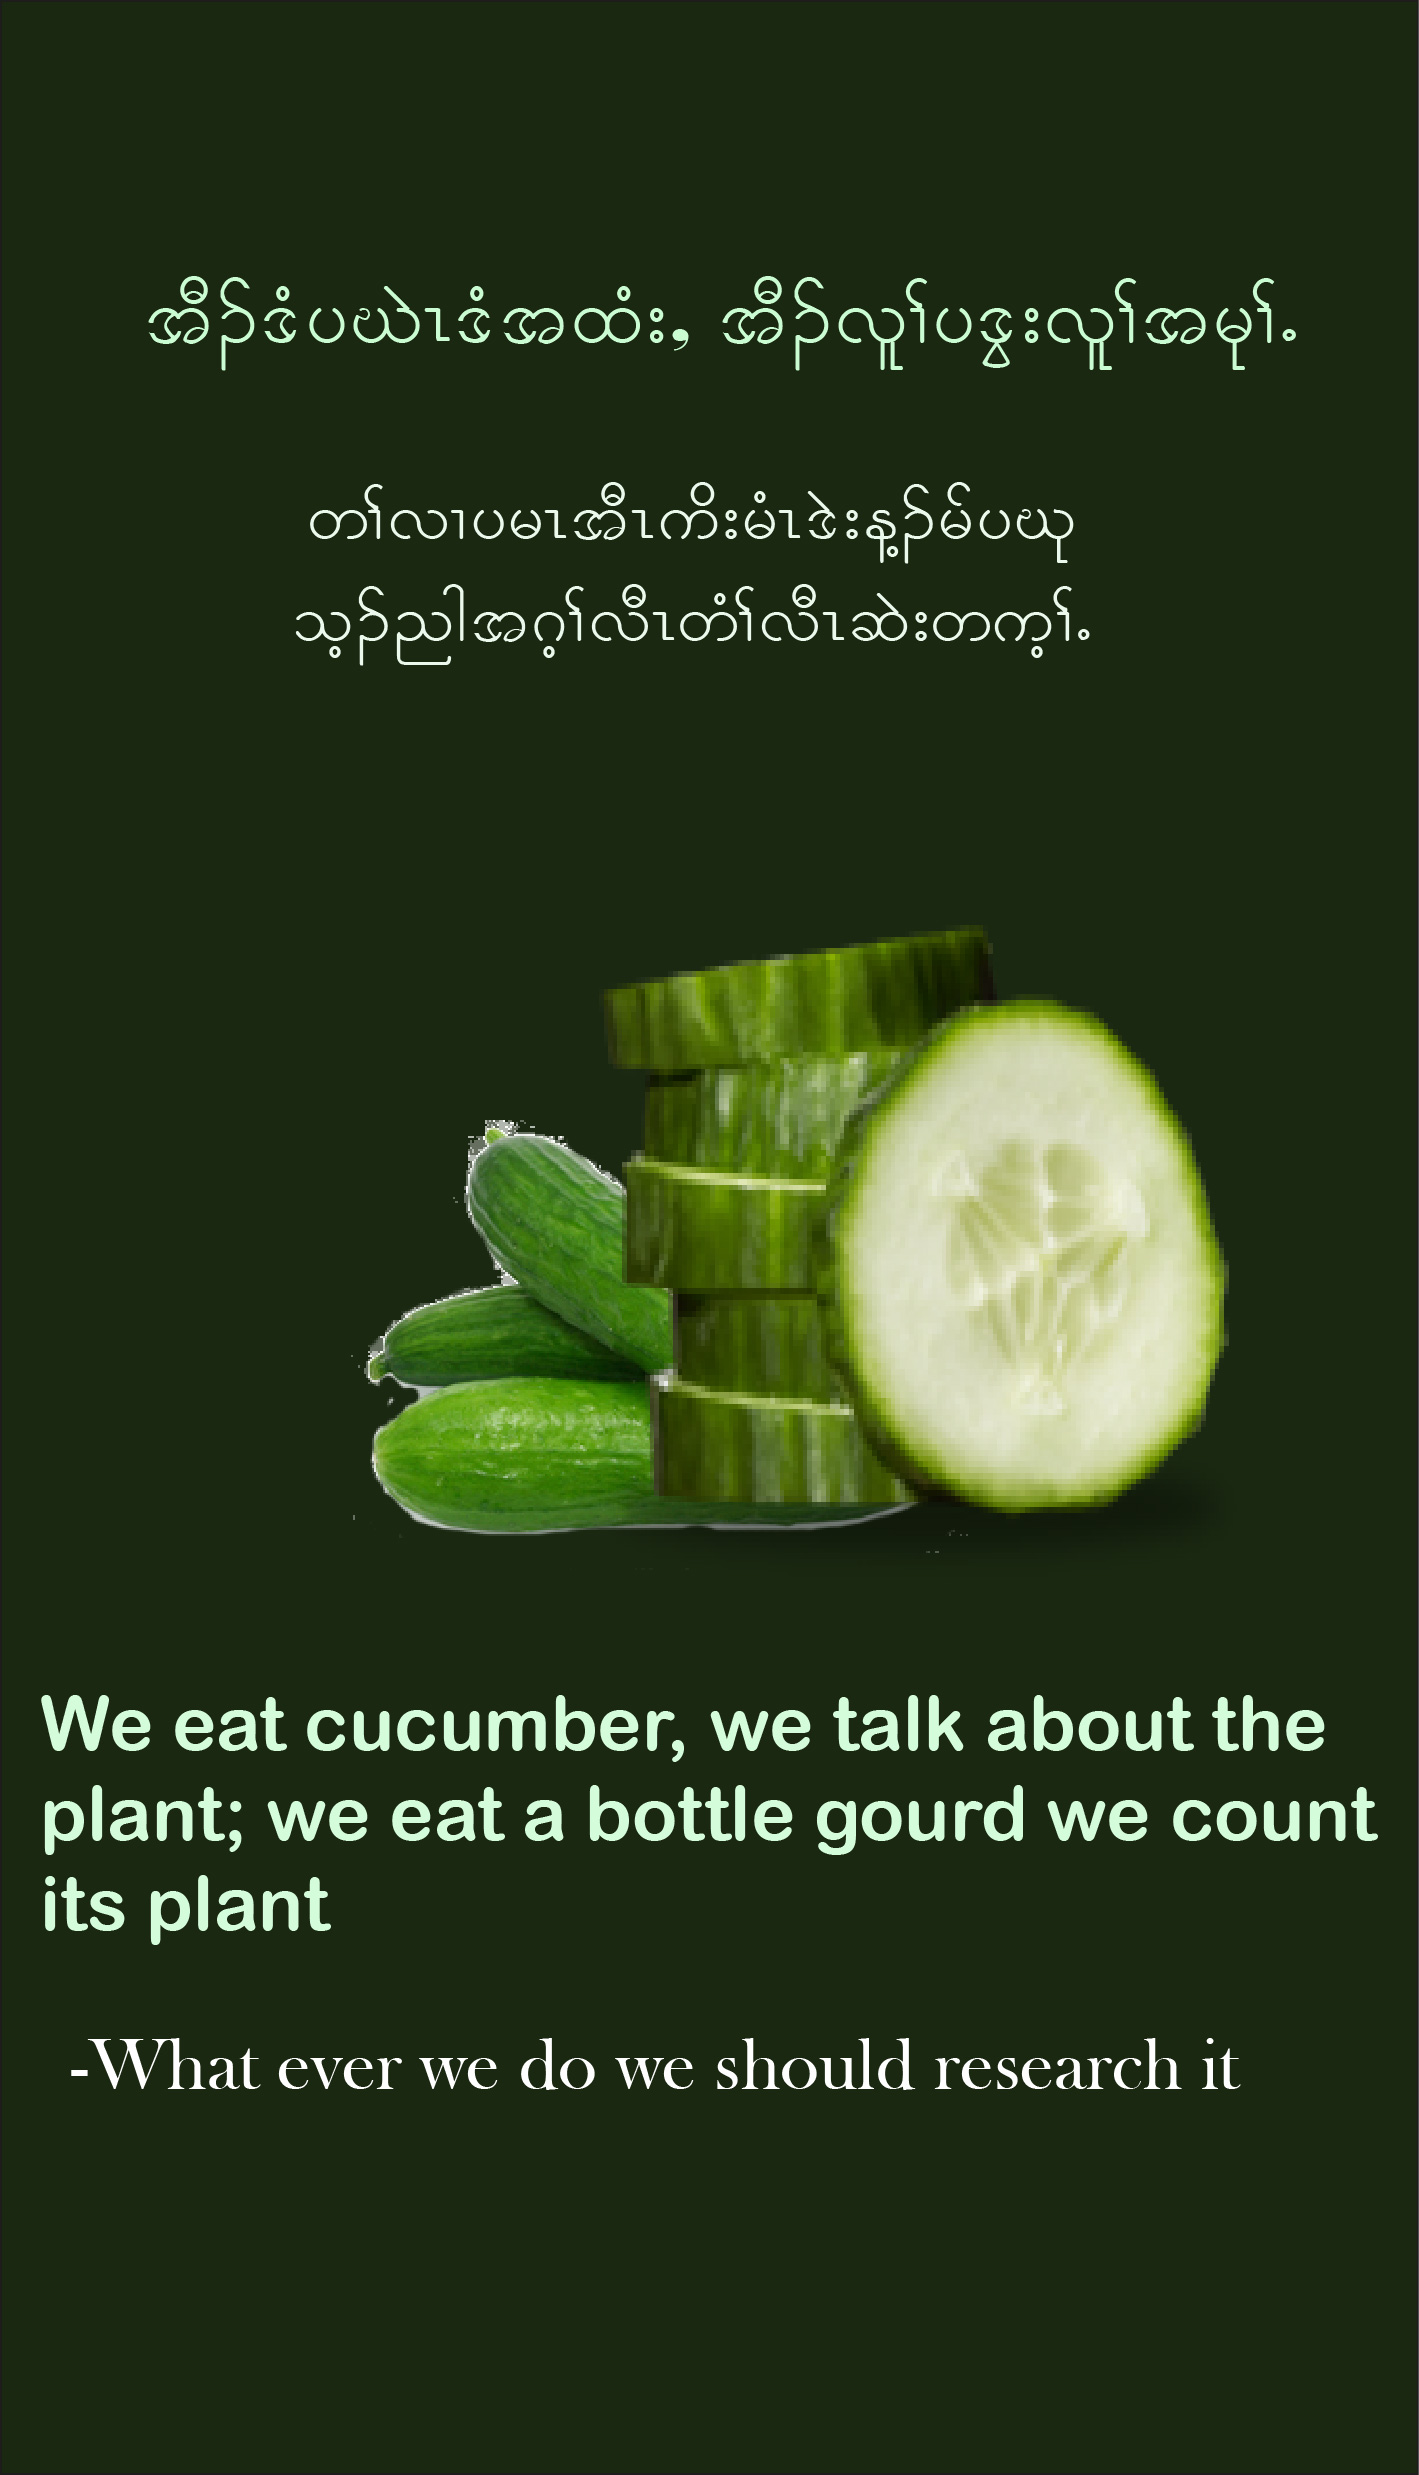 အီၣ်ဒံပဃဲၤဒံအထံး, အီၣ်လူၢ်ပဒွးလူၢ်အမုၢ်.
တၢ်လၢပမၤအီၤကိးမံၤဒဲးန့ၣ်မ်ပဃု
သ့ၣ်ညါအဂ့ၢ်လီၤတံၢ်လီၤဆဲးတက့ၢ်.
We eat cucumber, we talk about the
plant; we eat a bottle gourd we count
its plant
-What ever we do we should research it